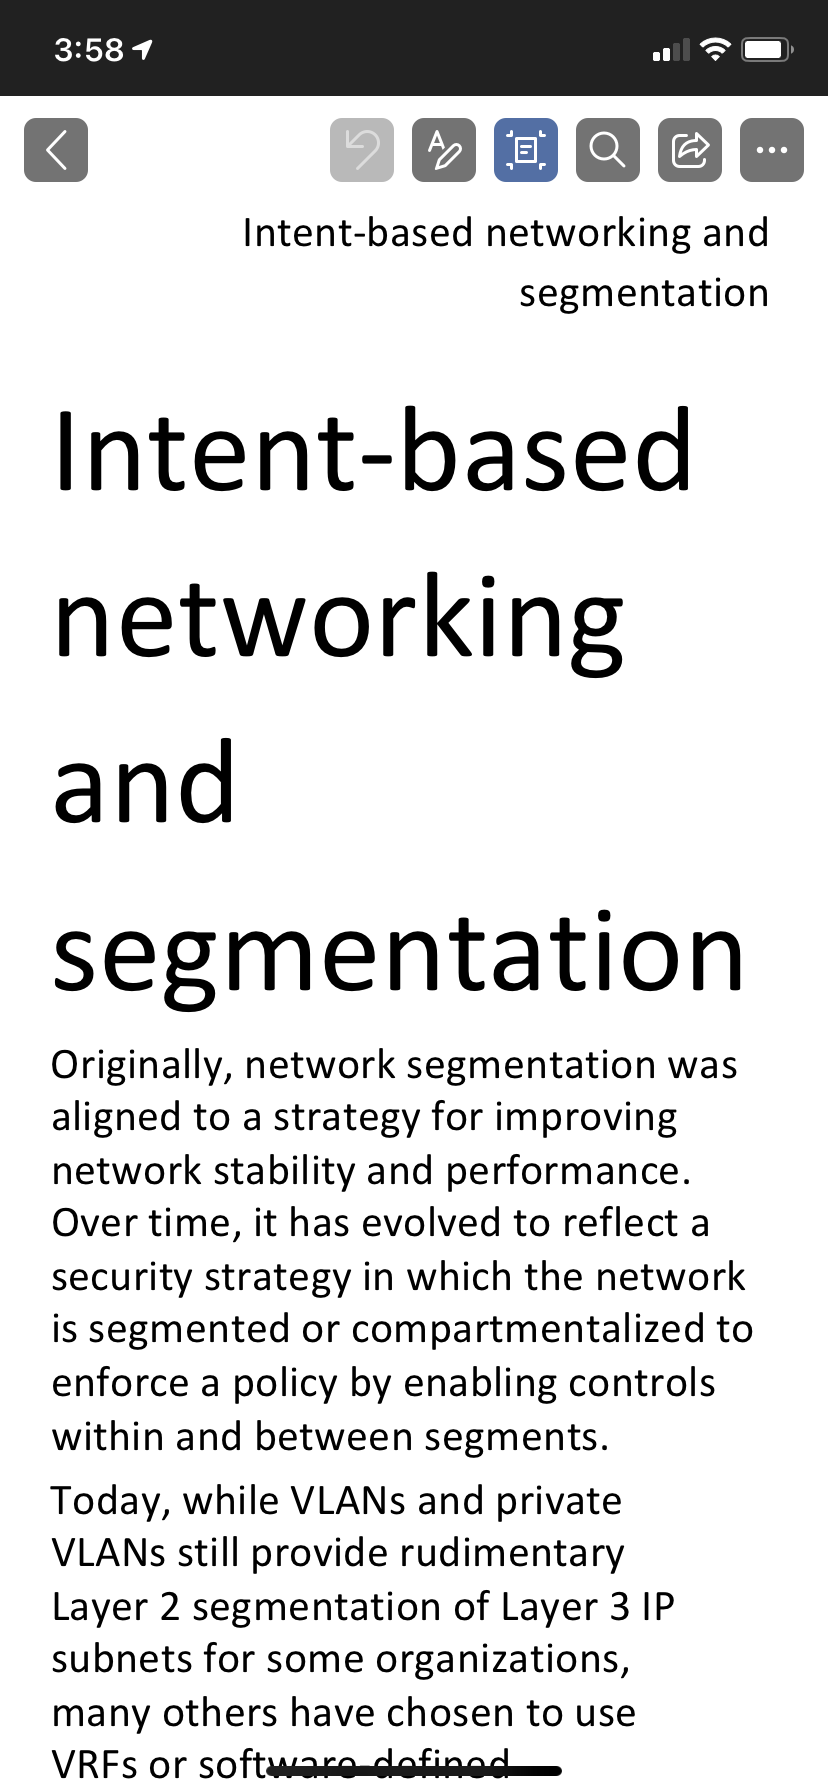 3:58
Intent-based networking and
segmentation
Intent-based
networking
and
segmentation
Originally, network segmentation was
aligned to a strategy for improving
network stability and performance.
Over time, it has evolved to reflect a
security strategy in which the network
is segmented or compartmentalized to
enforce a policy by enabling controls
within and between segments.
Today, while VLANs and private
VLANs still provide rudimentary
Layer 2 segmentation of Layer 3 IP
subnets for some organizations,
many others have chosen to use
VRFs or software-defined